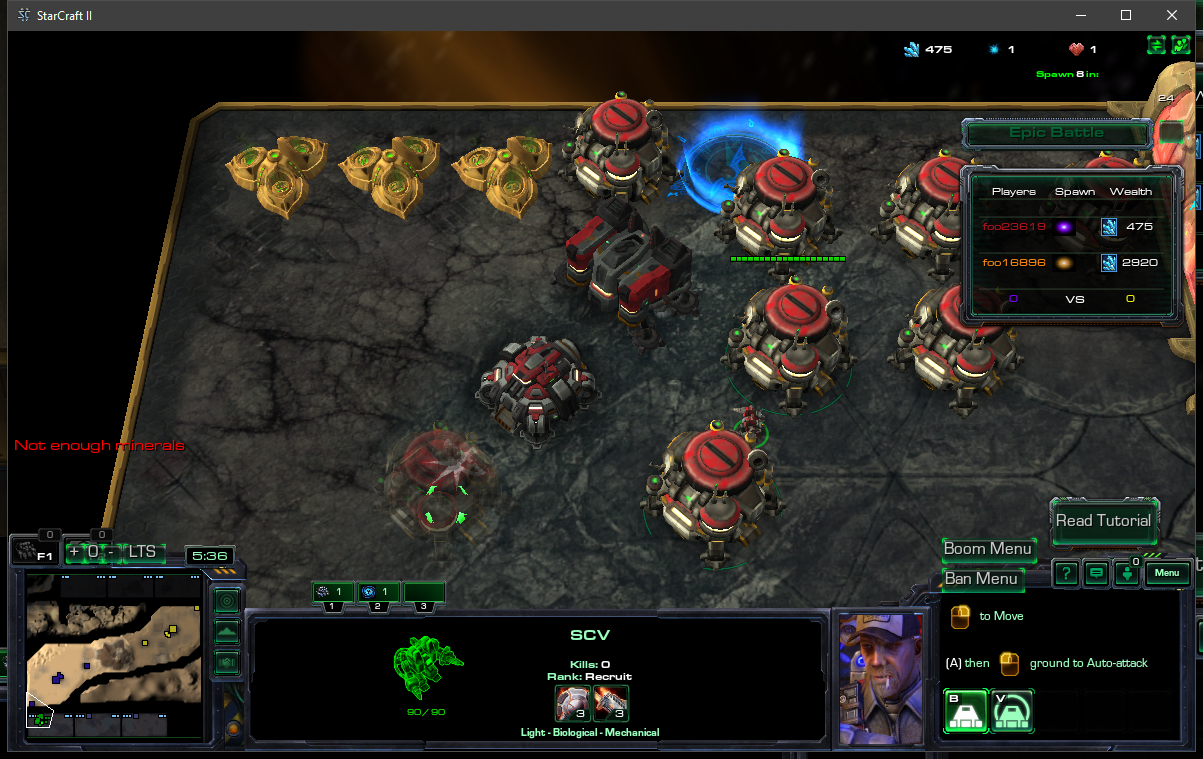 StarCraft II
475 1 1
Spawn 8 in:
24
Epic Battle
Players Spawn Wealth
foo23619 475
foo16896 2920
0 VS 0
Not enough minerals
Read Tutorial
0 0
F1 + 0 - LTS 5:36
Boom Menu
Ban Menu
0
? Menu
1 1
1 2 3
SCV
Kills: 0
Rank: Recruit
3 3
90/90
Light - Biological - Mechanical
to Move
(A) then ground to Auto-attack
B V